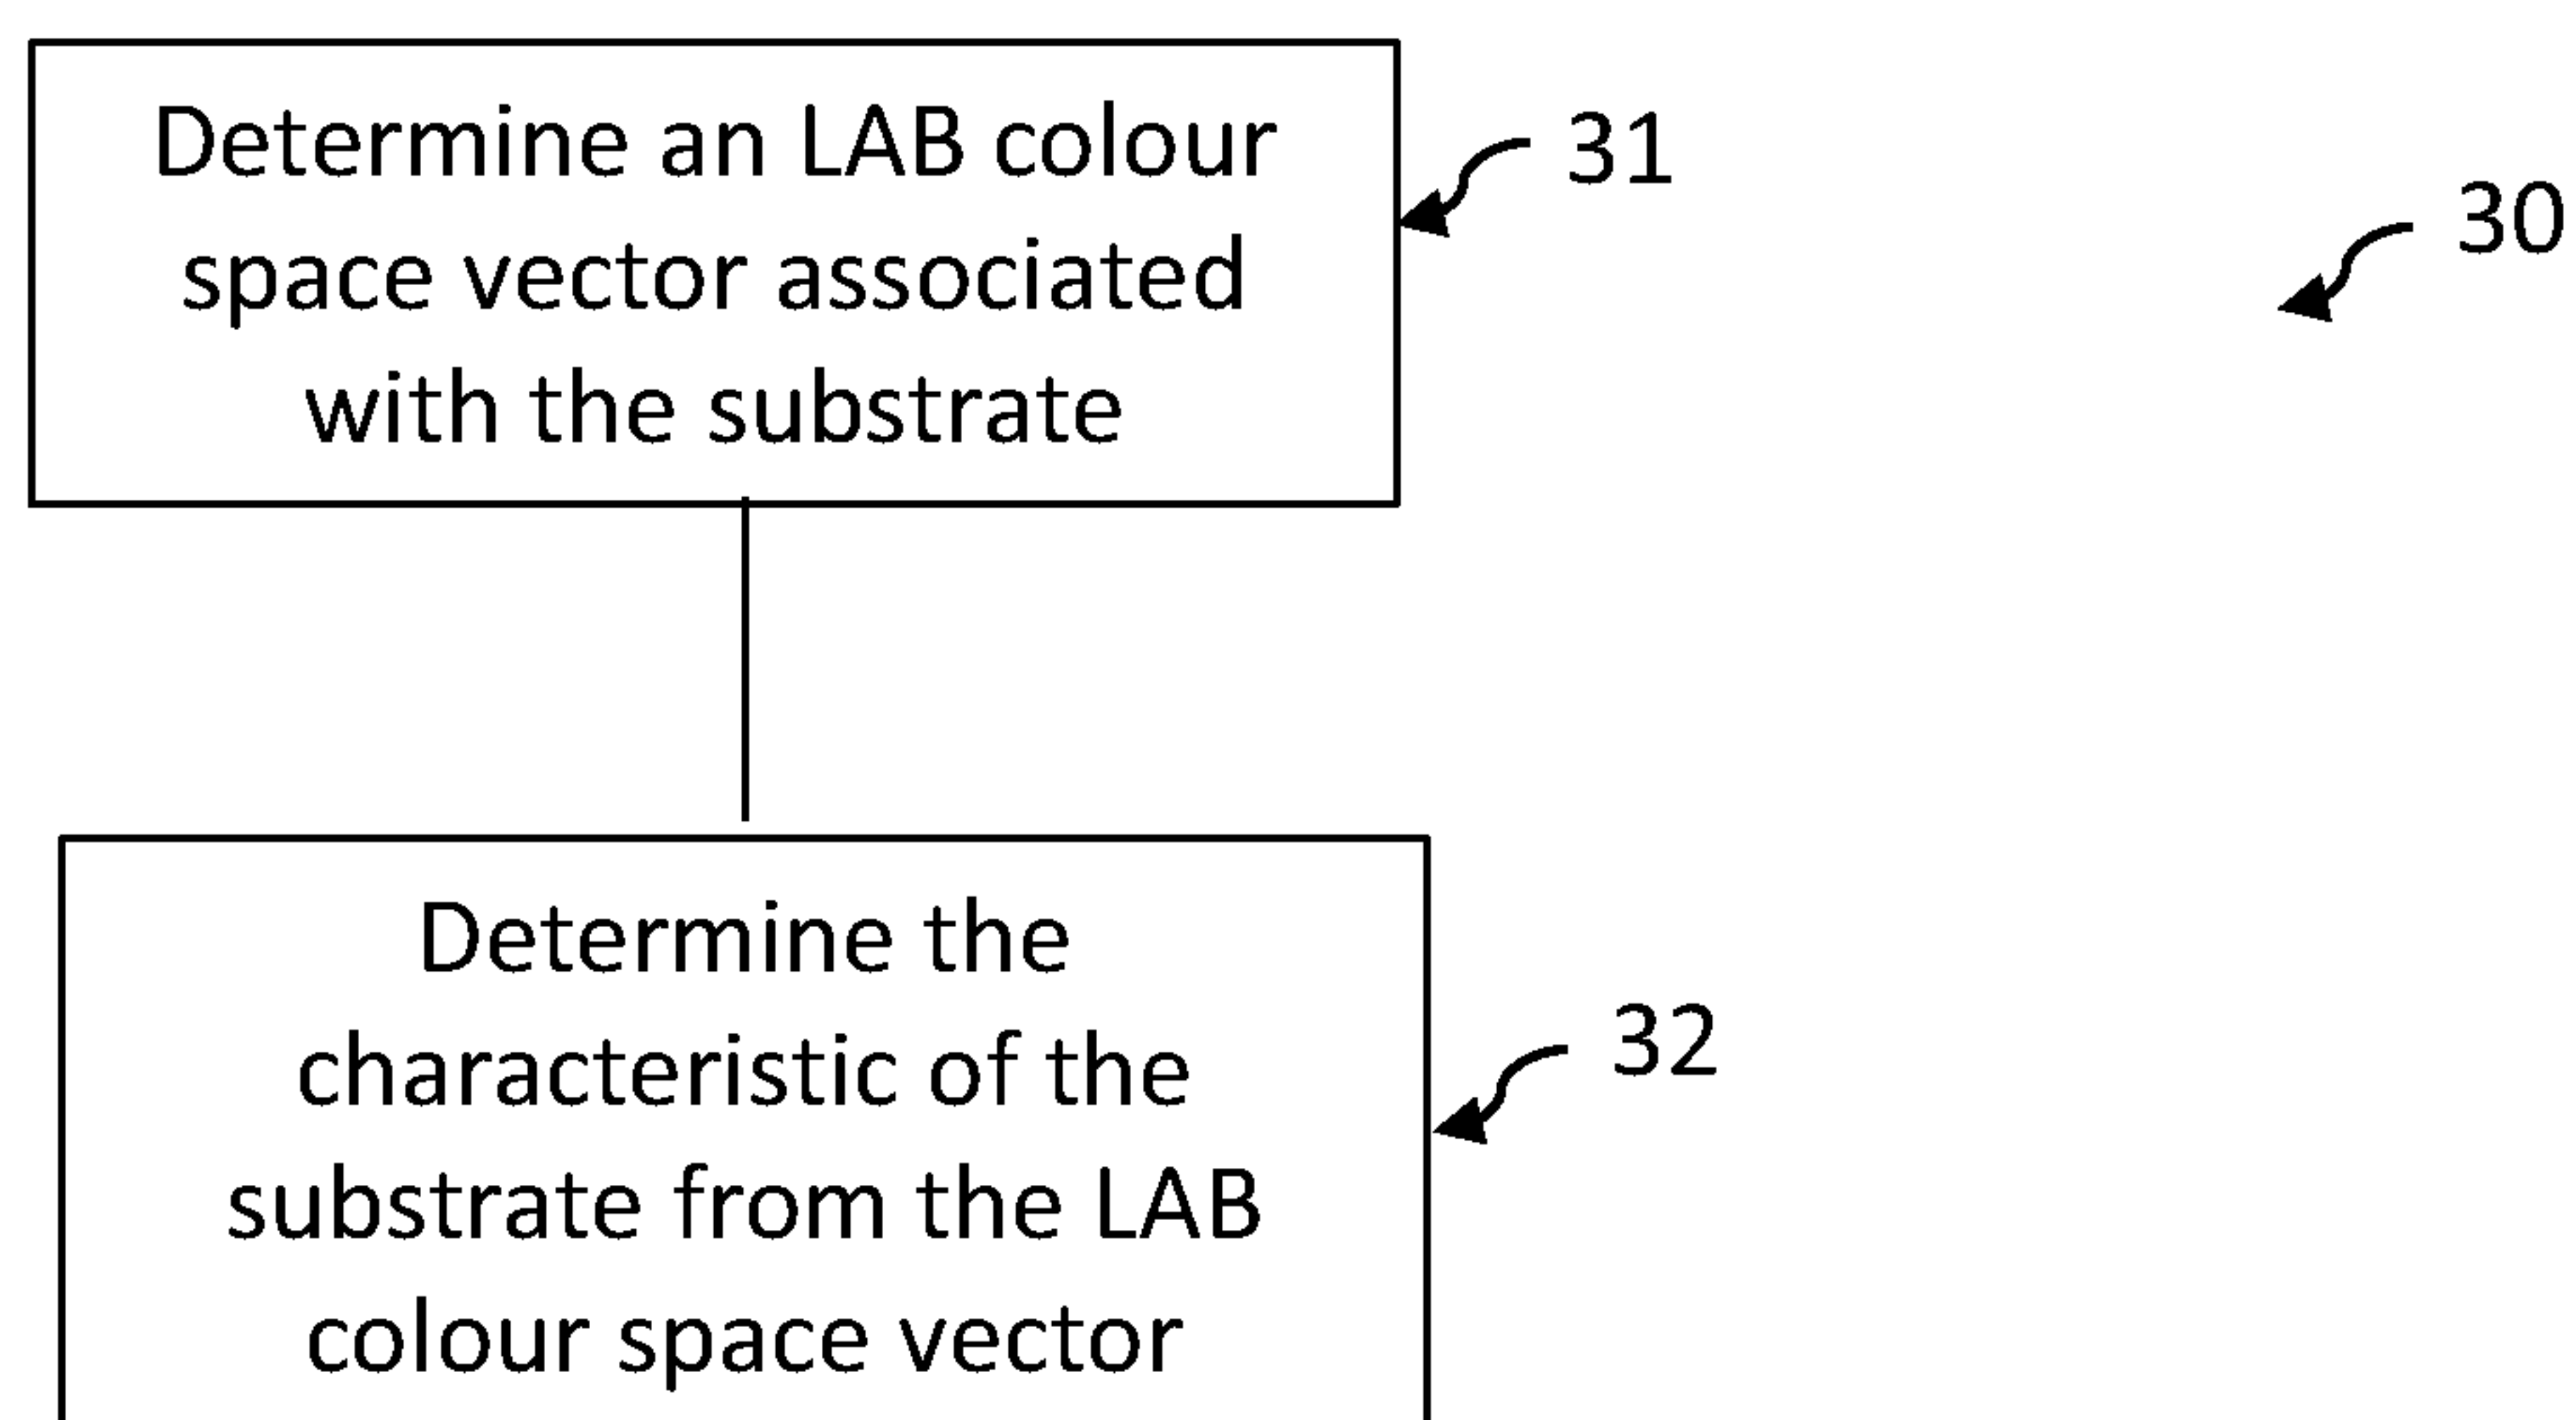 Determine an LAB colour
space vector associated
with the substrate
31
30
Determine the
characteristic of the
substrate from the LAB
colour space vector
32